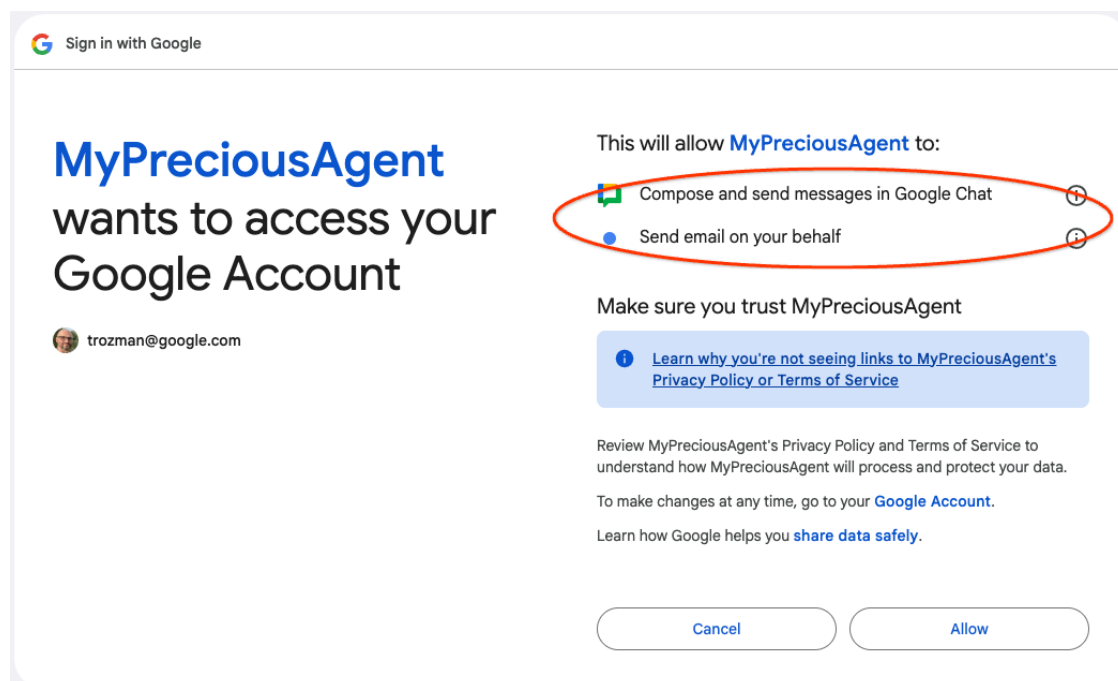 Sign in with Google
MyPreciousAgent
wants to access your
Google Account
trozman@google.com
This will allow MyPreciousAgent to:
Compose and send messages in Google Chat
Send email on your behalf
Make sure you trust MyPreciousAgent
Learn why you're not seeing links to MyPreciousAgent's
Privacy Policy or Terms of Service
Review MyPreciousAgent's Privacy Policy and Terms of Service to
understand how MyPreciousAgent will process and protect your data.
To make changes at any time, go to your Google Account.
Learn how Google helps you share data safely.
Cancel
Allow